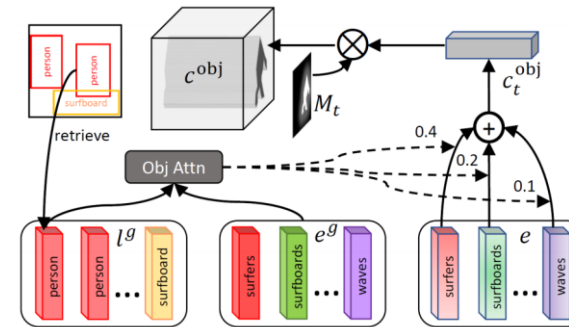 person
person
surfboard
retrieve
c^obj
M_t
c_t^obj
+
0.4
0.2
0.1
Obj Attn
person
person
...
surfboard
l^g
surfers
surfboards
...
waves
e^g
surfers
surfboards
...
waves
e